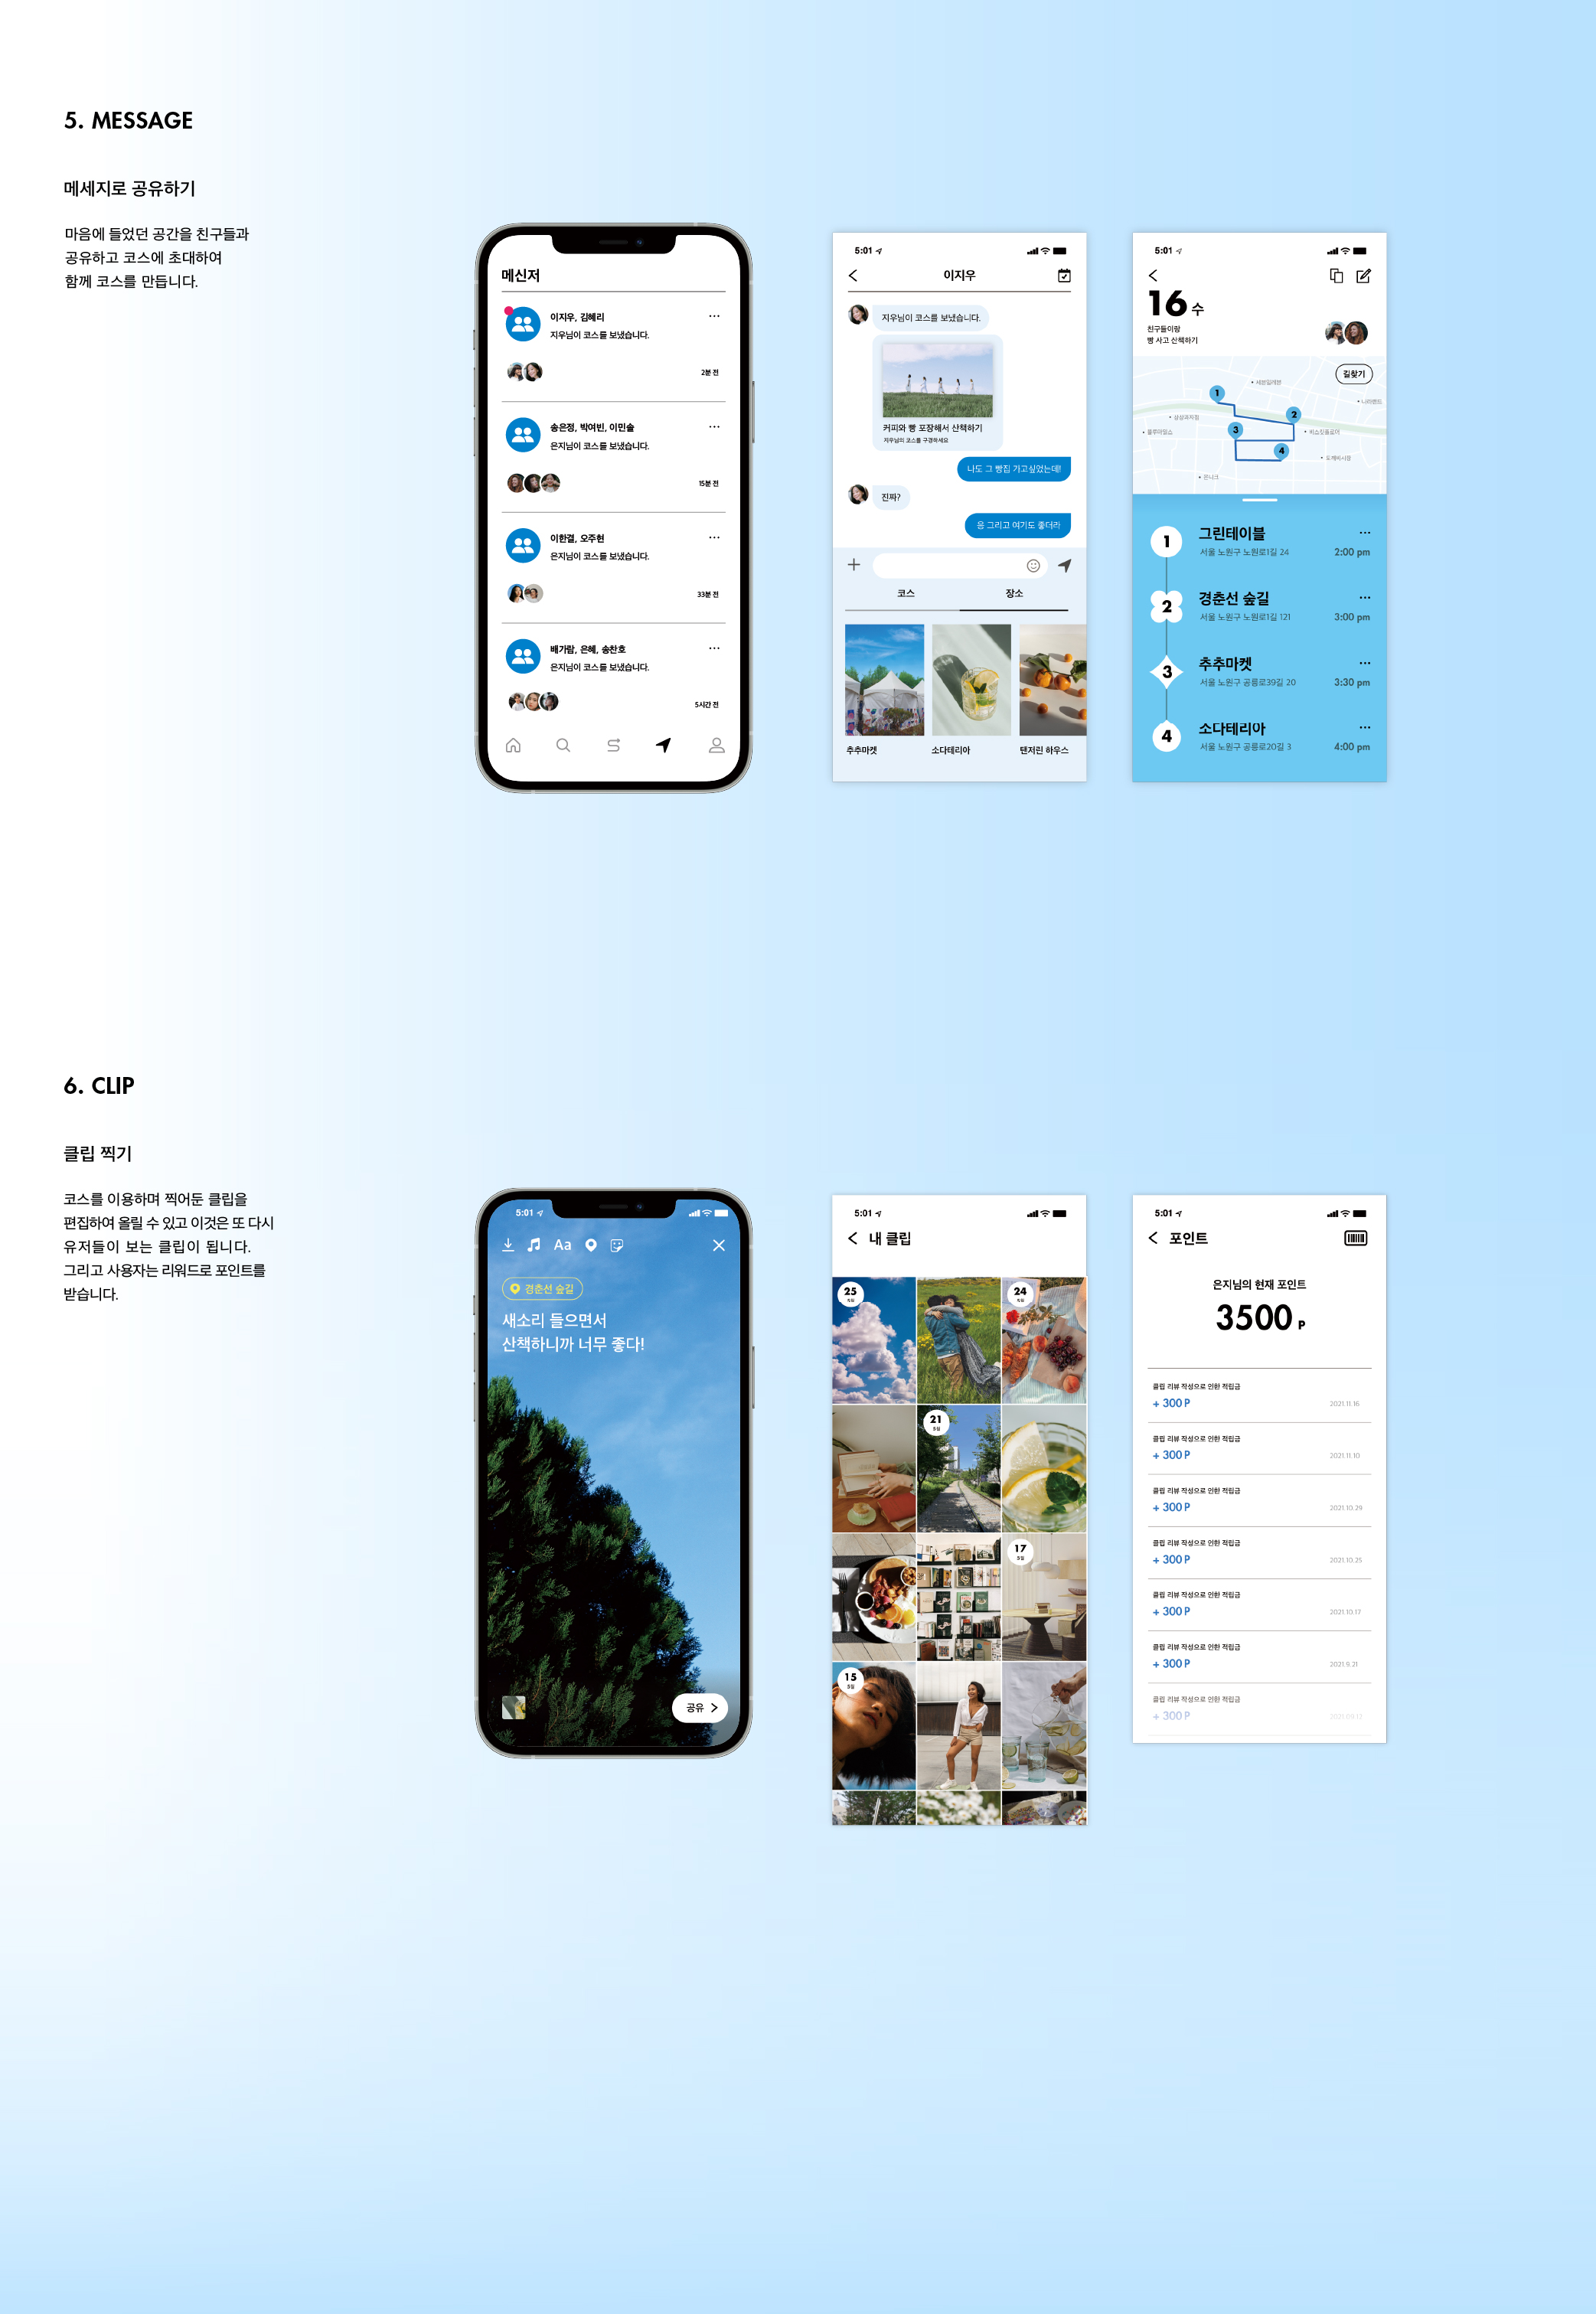 5. MESSAGE
메세지로 공유하기
마음에 들었던 공간을 친구들과
공유하고 코스에 초대하여
함께 코스를 만듭니다.
메신저
이지우, 김혜리
지우님이 코스를 보냈습니다.
2분 전
송은정, 박여빈, 이민솔
은지님이 코스를 보냈습니다.
15분 전
이한결, 오주현
은지님이 코스를 보냈습니다.
33분 전
배가람, 은혜, 송찬호
은지님이 코스를 보냈습니다.
5시간 전
5:01
이지우
지우님이 코스를 보냈습니다.
커피와 빵 포장해서 산책하기
지우님의 코스를 구경하세요
나도 그 빵집 가고싶었는데!
진짜?
응 그리고 여기도 좋더라
코스
장소
추추마켓
소다테리아
탠저린 하우스
5:01
16 수
친구들이랑
빵 사고 산책하기
길찾기
1
2
3
4
1
그린테이블
서울 노원구 노원로1길 24
2:00 pm
2
경춘선 숲길
서울 노원구 노원로1길 121
3:00 pm
3
추추마켓
서울 노원구 공릉로39길 20
3:30 pm
4
소다테리아
서울 노원구 공릉로20길 3
4:00 pm
6. CLIP
클립 찍기
코스를 이용하며 찍어둔 클립을
편집하여 올릴 수 있고 이것은 또 다시
유저들이 보는 클립이 됩니다.
그리고 사용자는 리워드로 포인트를
받습니다.
5:01
Aa
경춘선 숲길
새소리 들으면서
산책하니까 너무 좋다!
공유
5:01
내 클립
25
24
21
17
15
5:01
포인트
은지님의 현재 포인트
3500 P
클립 리뷰 작성으로 인한 적립금
+ 300 P
2021.11.16
클립 리뷰 작성으로 인한 적립금
+ 300 P
2021.11.10
클립 리뷰 작성으로 인한 적립금
+ 300 P
2021.10.29
클립 리뷰 작성으로 인한 적립금
+ 300 P
2021.10.25
클립 리뷰 작성으로 인한 적립금
+ 300 P
2021.10.17
클립 리뷰 작성으로 인한 적립금
+ 300 P
2021.9.21
클립 리뷰 작성으로 인한 적립금
+ 300 P
2021.09.12